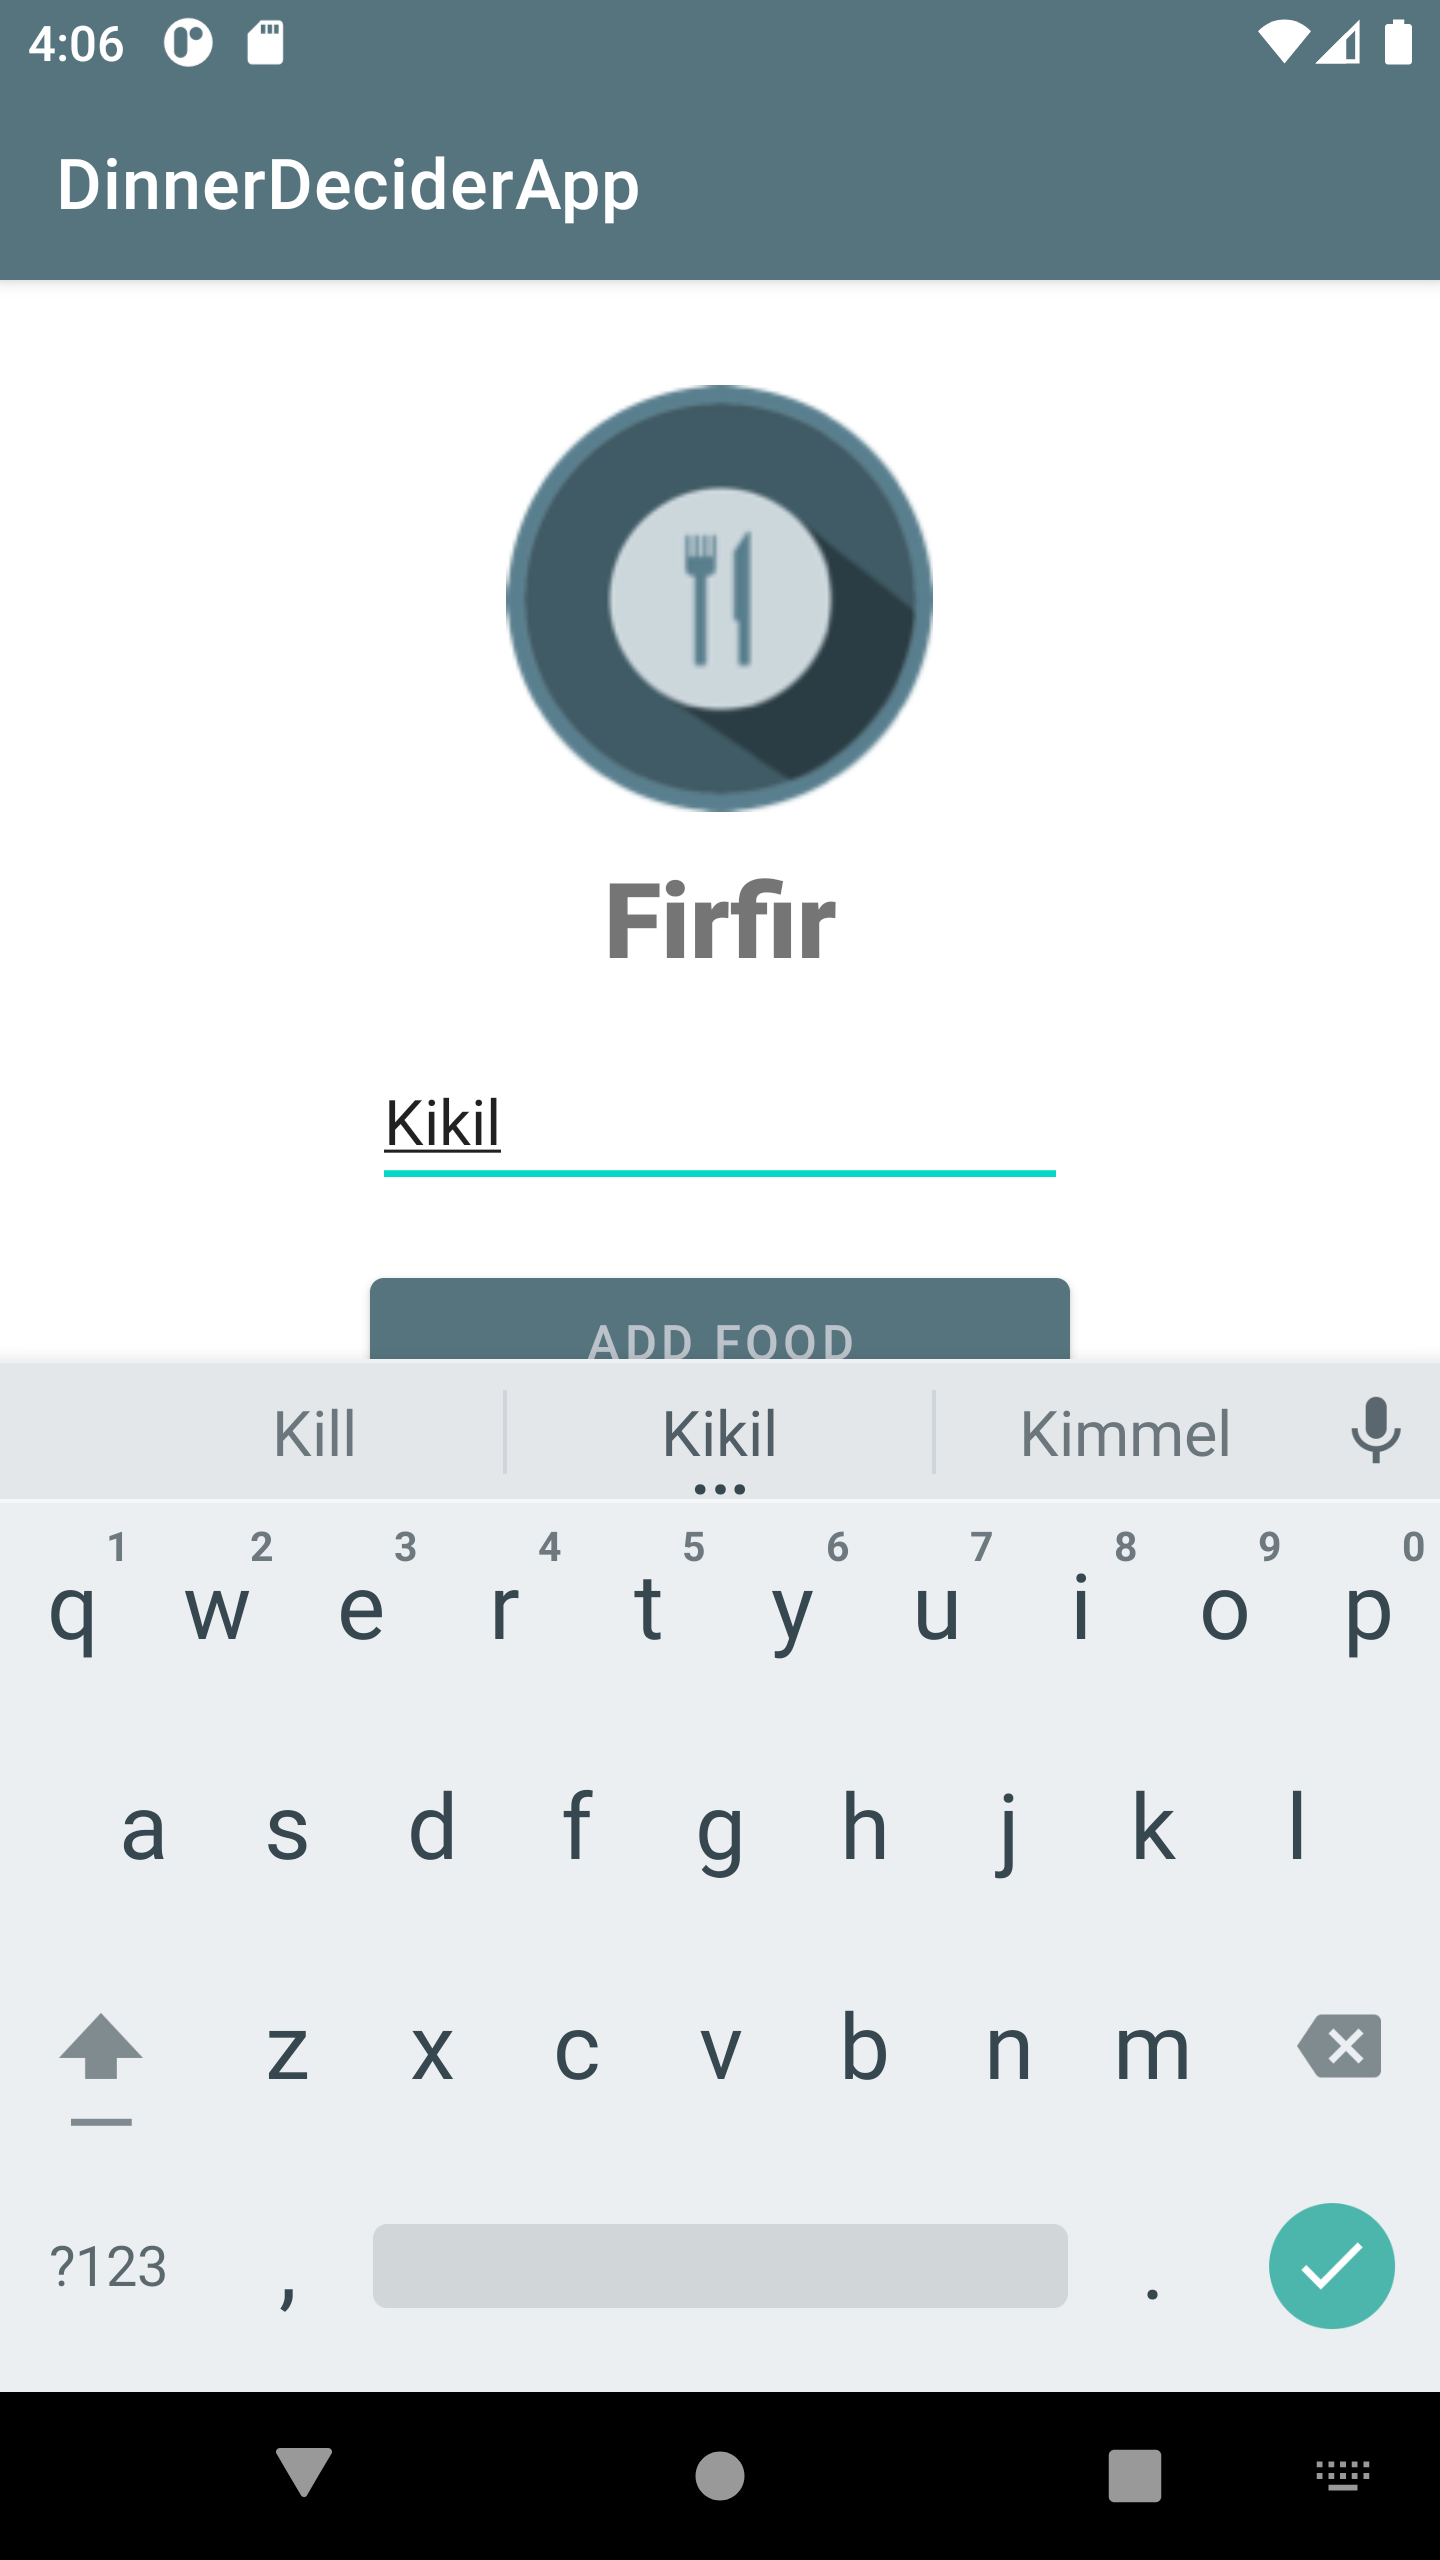 4:06
DinnerDeciderApp
Firfir
Kikil
ADD FOOD
Kill Kikil Kimmel
1 2 3 4 5 6 7 8 9 0
q w e r t y u i o p
a s d f g h j k l
z x c v b n m
?123 , .